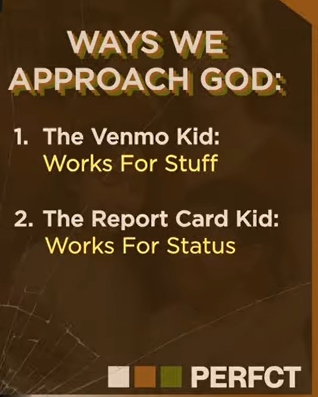 WAYS WE
APPROACH GOD:
1. The Venmo Kid:
Works For Stuff
2. The Report Card Kid:
Works For Status
PERFCT